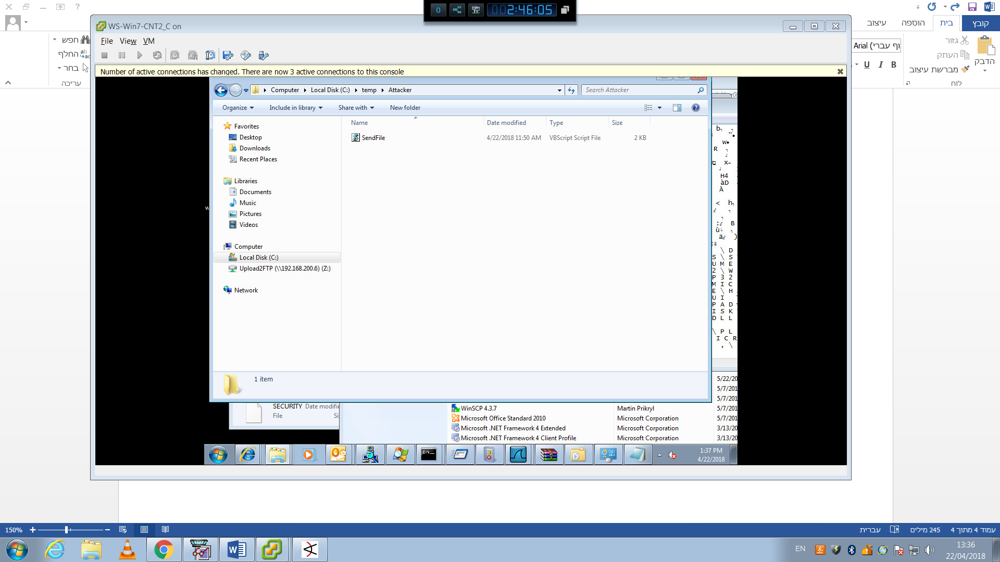 0
2:46:05
קובץ
בית
הוספה
עיצוב
WS-Win7-CNT2_C on
File View VM
Number of active connections has changed. There are now 3 active connections to this console
חפש
החלף
בחר
עריכה
גזור
העתק
מברשת עיצוב
הדבק
לוח
Arial (גוף עברי
U I B
Computer Local Disk (C:) temp Attacker
Search Attacker
Organize Include in library Share with New folder
Name Date modified Type Size
SendFile 4/22/2018 11:50 AM VBScript Script File 2 KB
Favorites
Desktop
Downloads
Recent Places
Libraries
Documents
Music
Pictures
Videos
Computer
Local Disk (C:)
Upload2FTP (\\192.168.200.6) (Z:)
Network
1 item
H4
àD
\ D
S \ S
U M E
2 \ W
P 3 2
M I C
E \ H
U I
P A D
I S K
D L L
\ P L
I C R
, \
5/22/20
5/7/201
5/7/201
SECURITY Date modifie
File Si
WinSCP 4.3.7 Martin Prikryl 5/7/201
Microsoft Office Standard 2010 Microsoft Corporation 5/7/201
Microsoft .NET Framework 4 Extended Microsoft Corporation 3/13/20
Microsoft .NET Framework 4 Client Profile Microsoft Corporation 3/13/20
1:37 PM
4/22/2018
150%
עברית
245 מילים
עמוד 4 מתוך 4
EN
13:36
22/04/2018